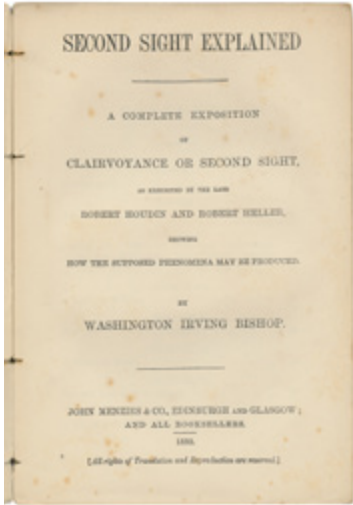 SECOND SIGHT EXPLAINED
A COMPLETE EXPOSITION
OF
CLAIRVOYANCE OR SECOND SIGHT,
AS EXHIBITED BY THE LATE
ROBERT HOUDIN AND ROBERT HELLER,
SHOWING
HOW THE SUPPOSED PHENOMENA MAY BE PRODUCED.
BY
WASHINGTON IRVING BISHOP.
JOHN MENZIES & CO., EDINBURGH AND GLASGOW;
AND ALL BOOKSELLERS.
[All rights of Translation and Reproduction are reserved.]